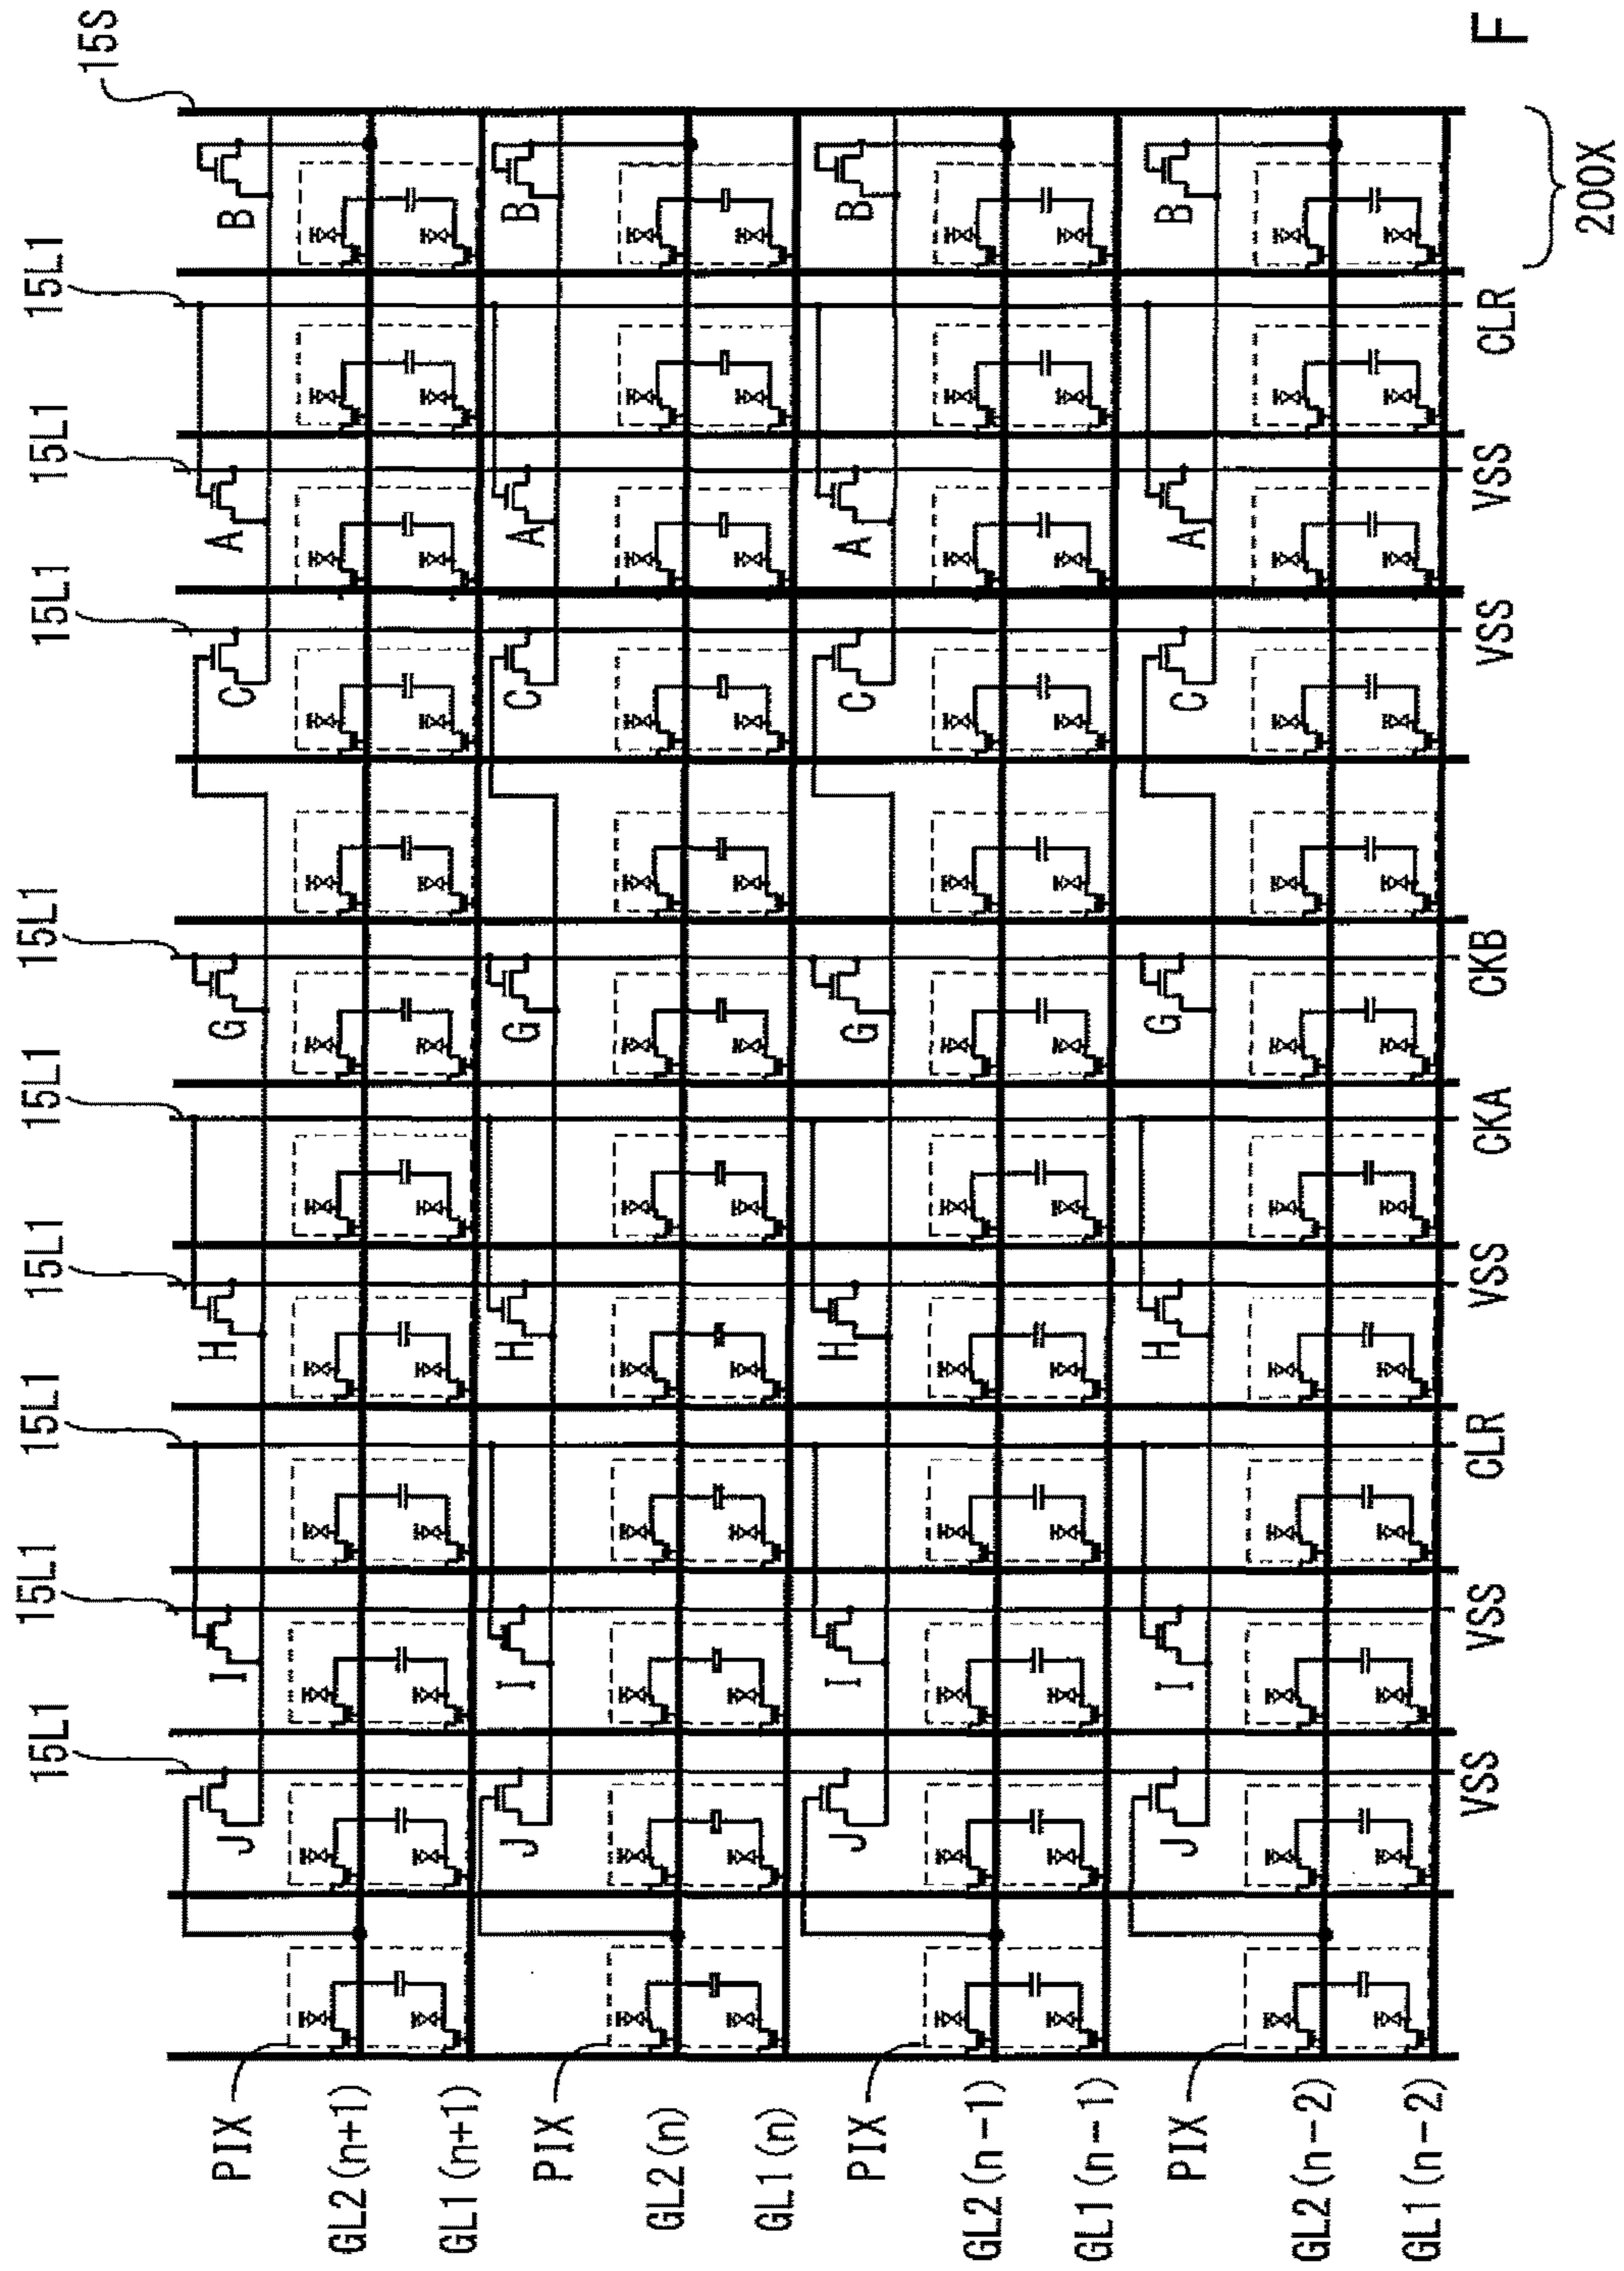 15L1 15L1 15L1 15L1 15L1 15L1 15L1 15L1 15L1 15S
PIX J I H G C A B
GL2(n+1)
GL1(n+1)
J I H G C A B
PIX
GL2(n)
GL1(n)
PIX J I H G C A B
GL2(n-1)
GL1(n-1)
PIX J I H G C A B
GL2(n-2)
GL1(n-2)
VSS VSS CLR VSS CKA CKB VSS VSS CLR F
200X